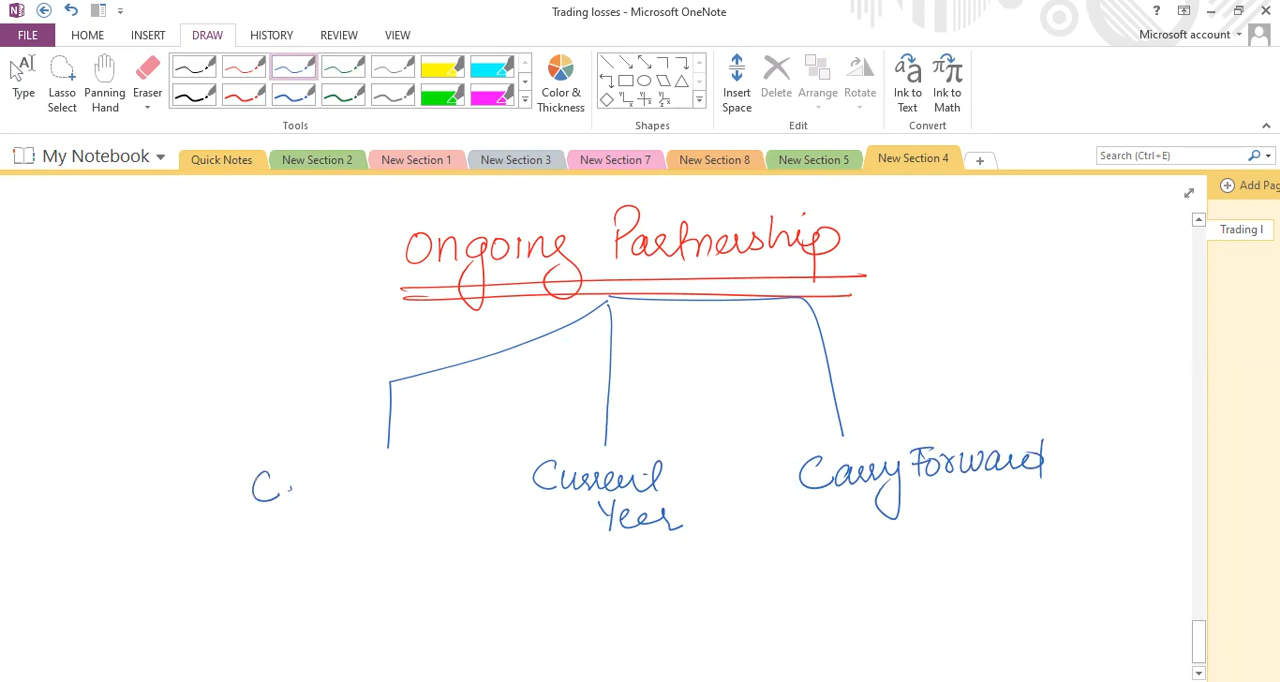 Trading losses - Microsoft OneNote
?
FILE HOME INSERT DRAW HISTORY REVIEW VIEW
Microsoft account
Type
Lasso Select
Panning Hand
Eraser
Color & Thickness
Insert Space
Delete
Arrange
Rotate
Ink to Text
Ink to Math
Tools
Shapes
Edit
Convert
My Notebook
Quick Notes
New Section 2
New Section 1
New Section 3
New Section 7
New Section 8
New Section 5
New Section 4
Search (Ctrl+E)
Add Pag
Trading l
Ongoing Partnership
C
Current Year
Carry Forward